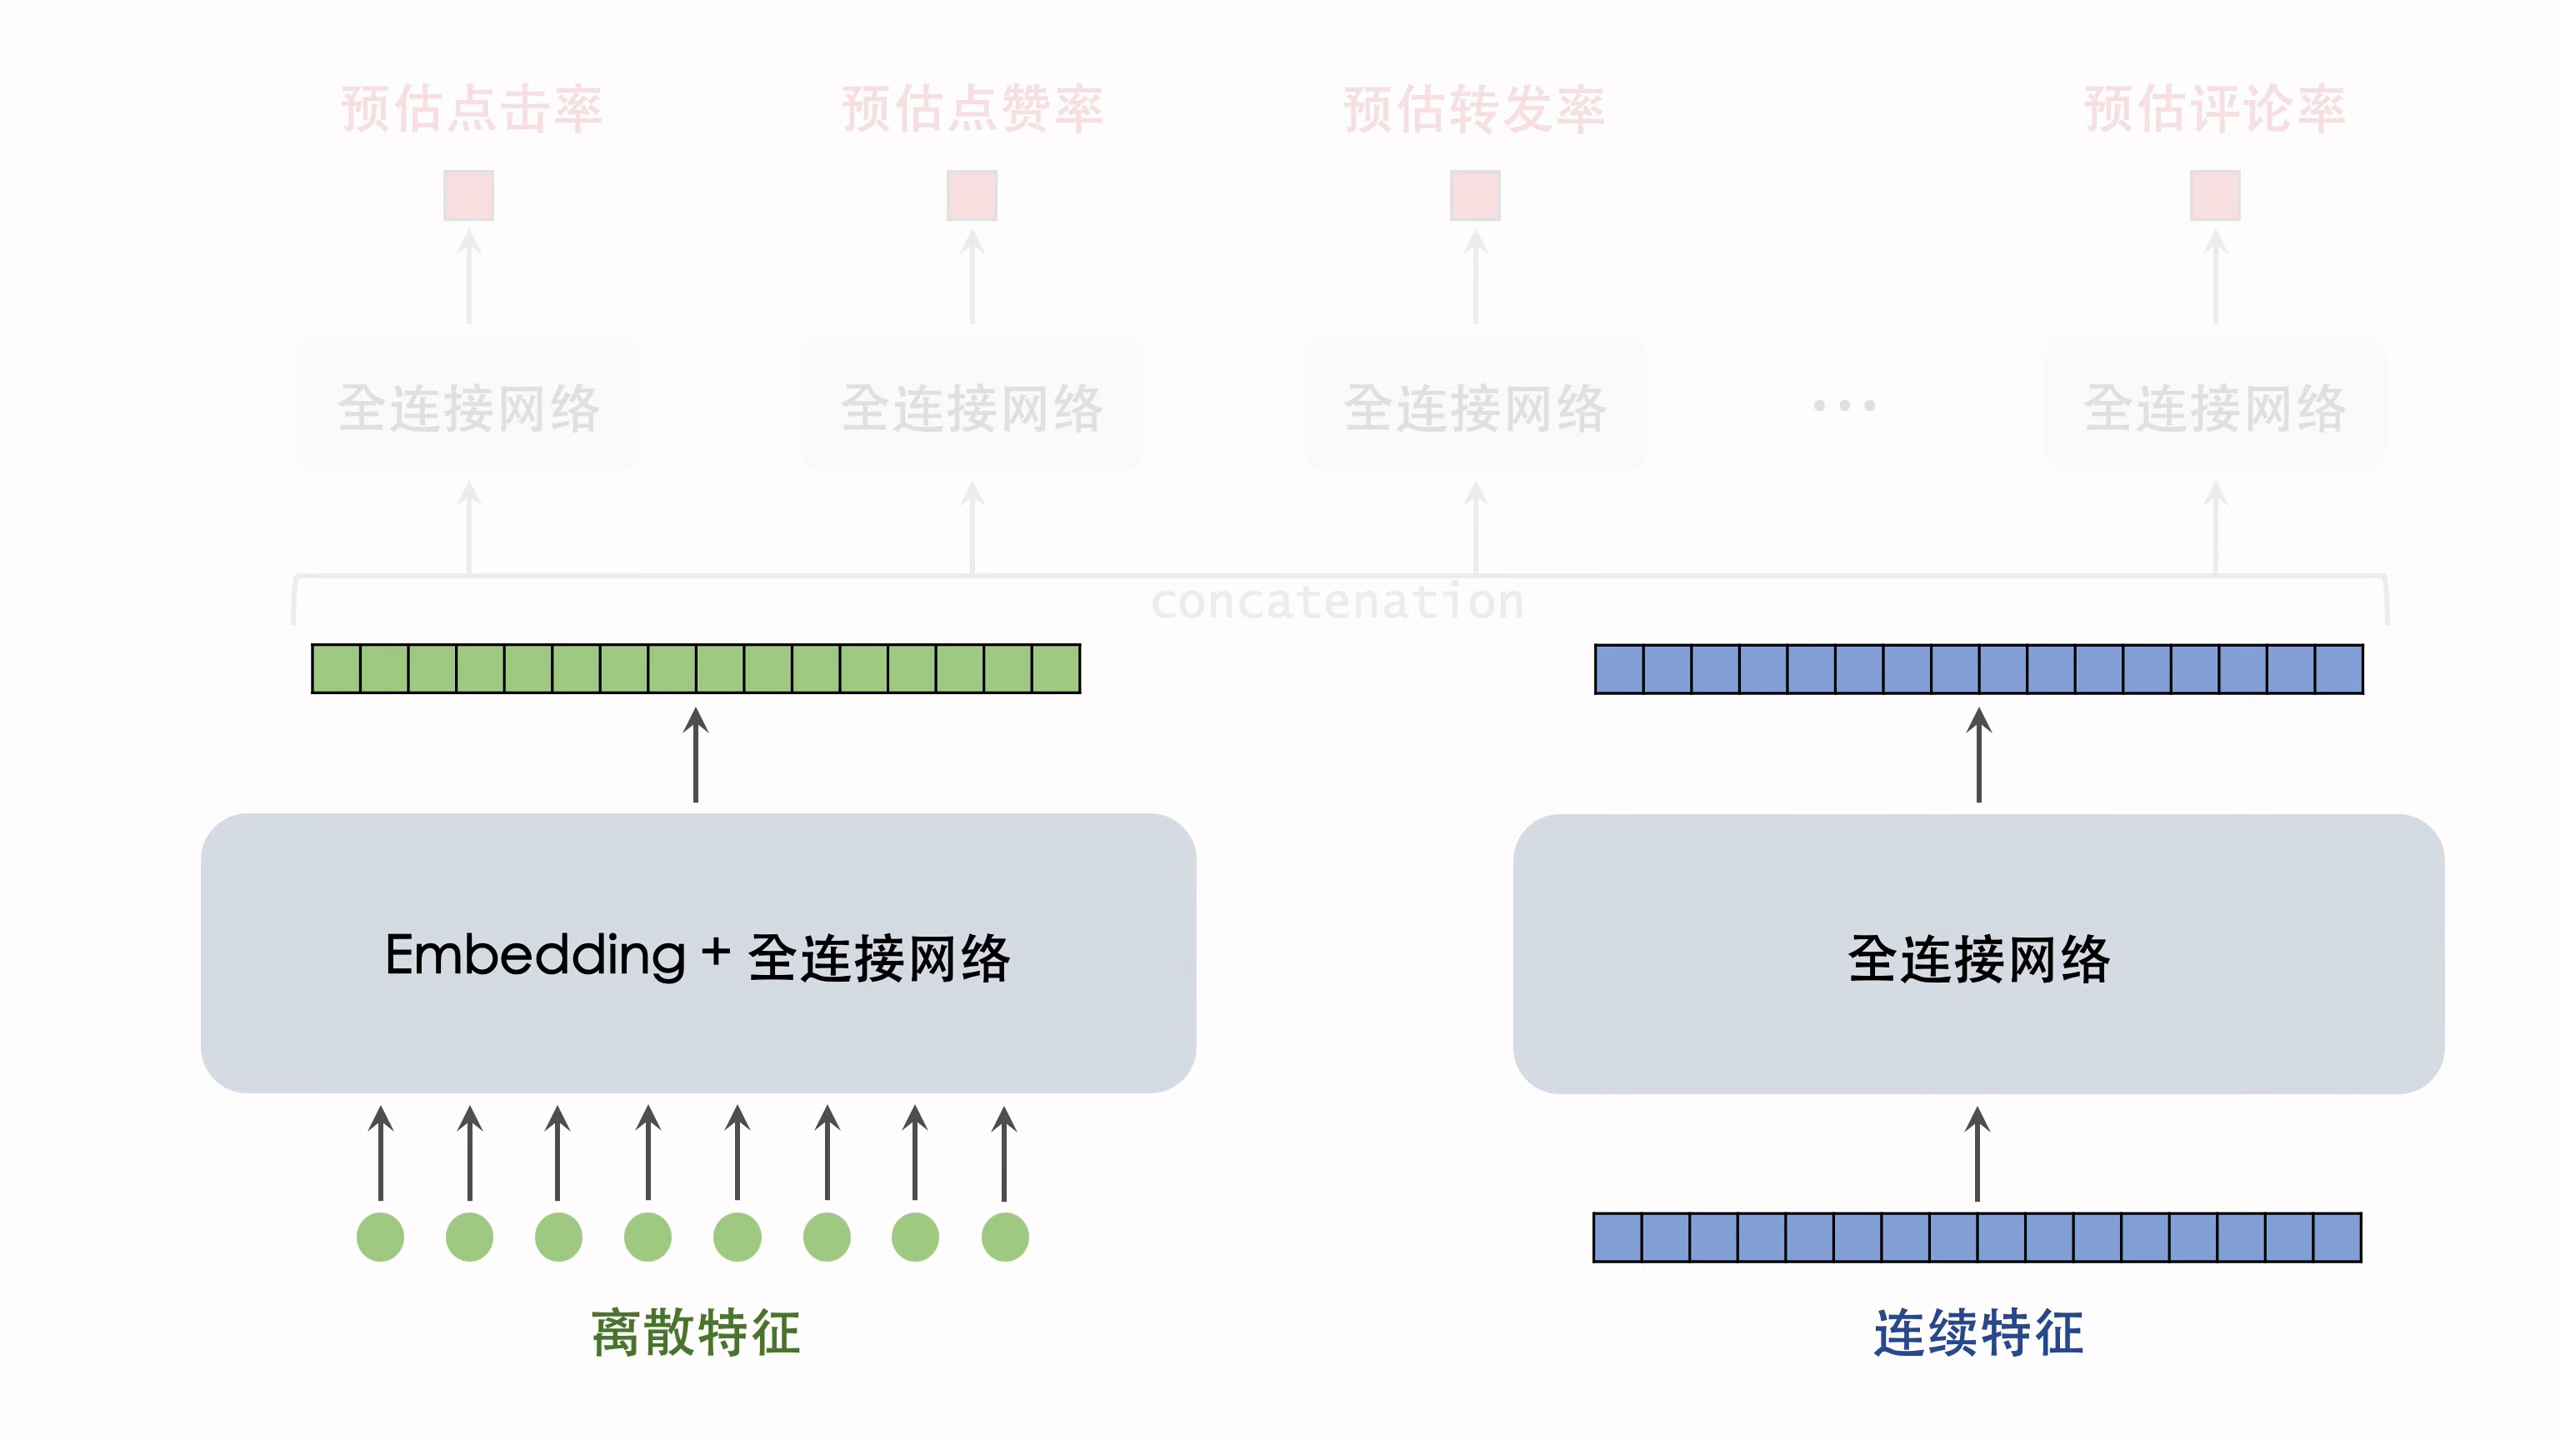 预估点击率 预估点赞率 预估转发率 预估评论率
全连接网络 全连接网络 全连接网络 ... 全连接网络
concatenation
Embedding + 全连接网络 全连接网络
离散特征 连续特征